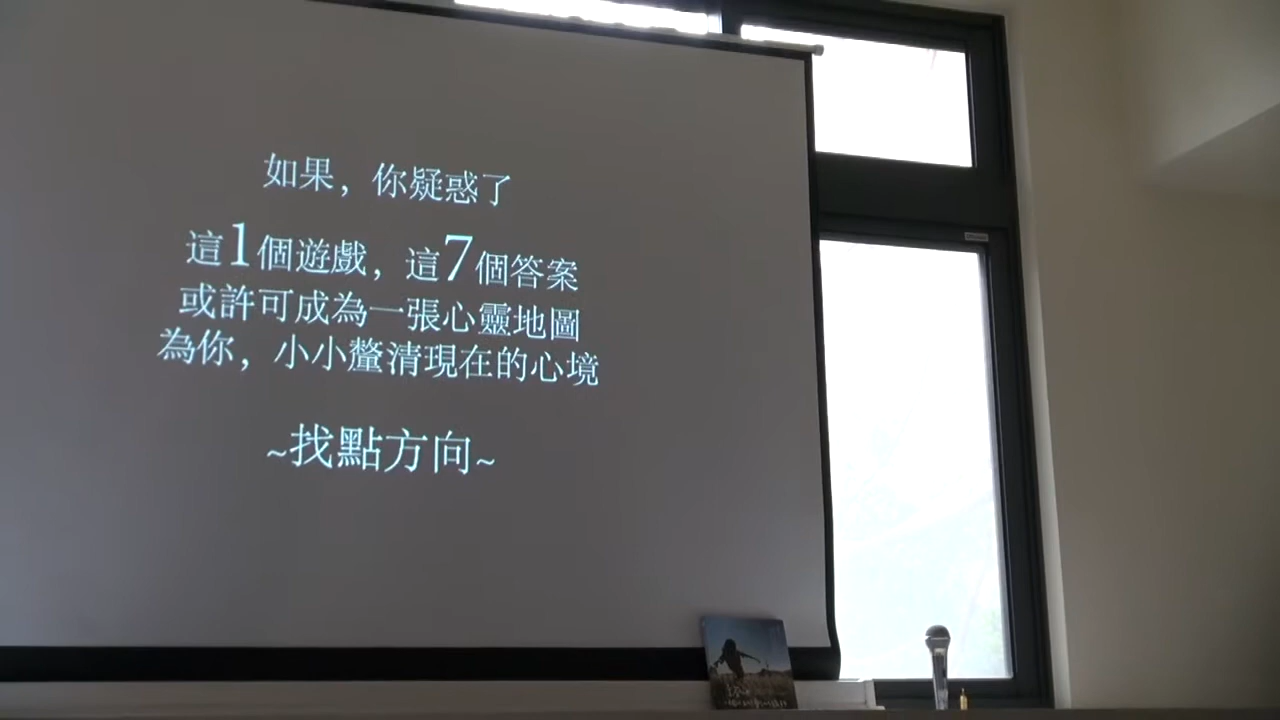 如果，你疑惑了
這1個遊戲，這7個答案
或許可成為一張心靈地圖
為你，小小釐清現在的心境
~找點方向~